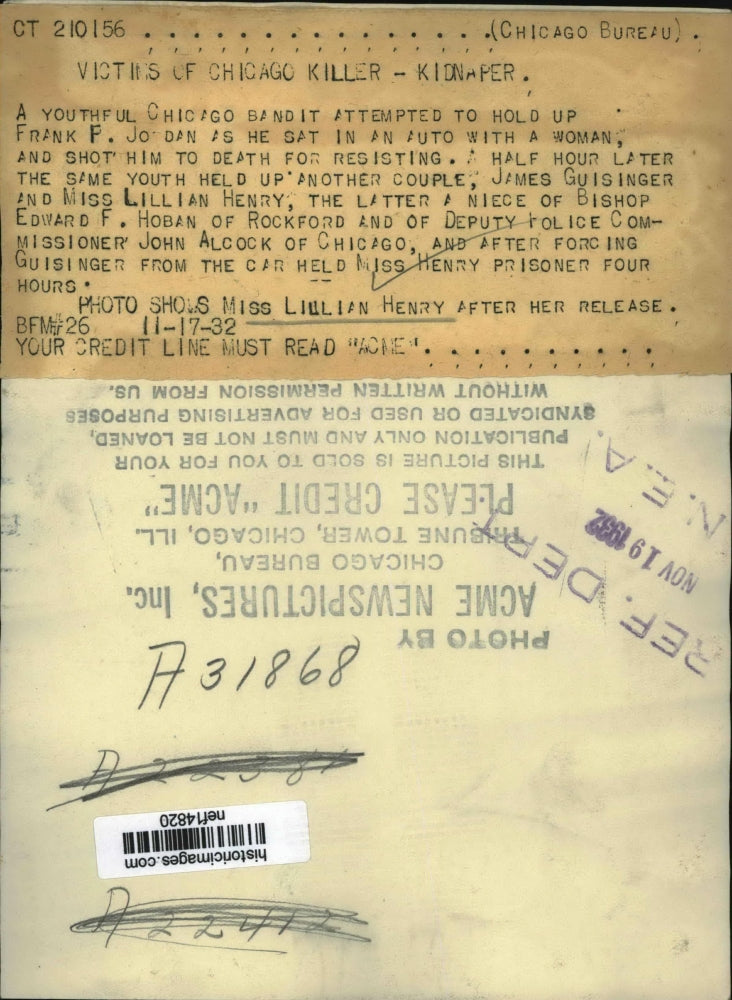 CT 210156 . . . . . . . . . . . . . . . . (CHICAGO BUREAU) .
VICTIMS OF CHICAGO KILLER - KIDNAPER .
A YOUTHFUL CHICAGO BANDIT ATTEMPTED TO HOLD UP
FRANK P. JORDAN AS HE SAT IN AN AUTO WITH A WOMAN,
AND SHOT HIM TO DEATH FOR RESISTING. A HALF HOUR LATER
THE SAME YOUTH HELD UP ANOTHER COUPLE, JAMES GUISINGER
AND MISS LILLIAN HENRY, THE LATTER A NIECE OF BISHOP
EDWARD F. HOBAN OF ROCKFORD AND OF DEPUTY POLICE COM-
MISSIONER JOHN ALCOCK OF CHICAGO, AND AFTER FORCING
GUISINGER FROM THE CAR HELD MISS HENRY PRISONER FOUR
HOURS.
PHOTO SHOWS MISS LILLIAN HENRY AFTER HER RELEASE.
BFM#26 11-17-32
YOUR CREDIT LINE MUST READ "ACME". . . . . . . . . . .
PHOTO BY
ACME NEWSPICTURES, Inc.
CHICAGO BUREAU,
TRIBUNE TOWER, CHICAGO, ILL.
PLEASE CREDIT "ACME"
THIS PICTURE IS SOLD TO YOU FOR YOUR
PUBLICATION ONLY AND MUST NOT BE LOANED,
SYNDICATED OR USED FOR ADVERTISING PURPOSES
WITHOUT WRITTEN PERMISSION FROM US.
REF. DEPT
NOV 19 1932
N.E.A.
A31868
A22381
historicimages.com
nef14820
A22412